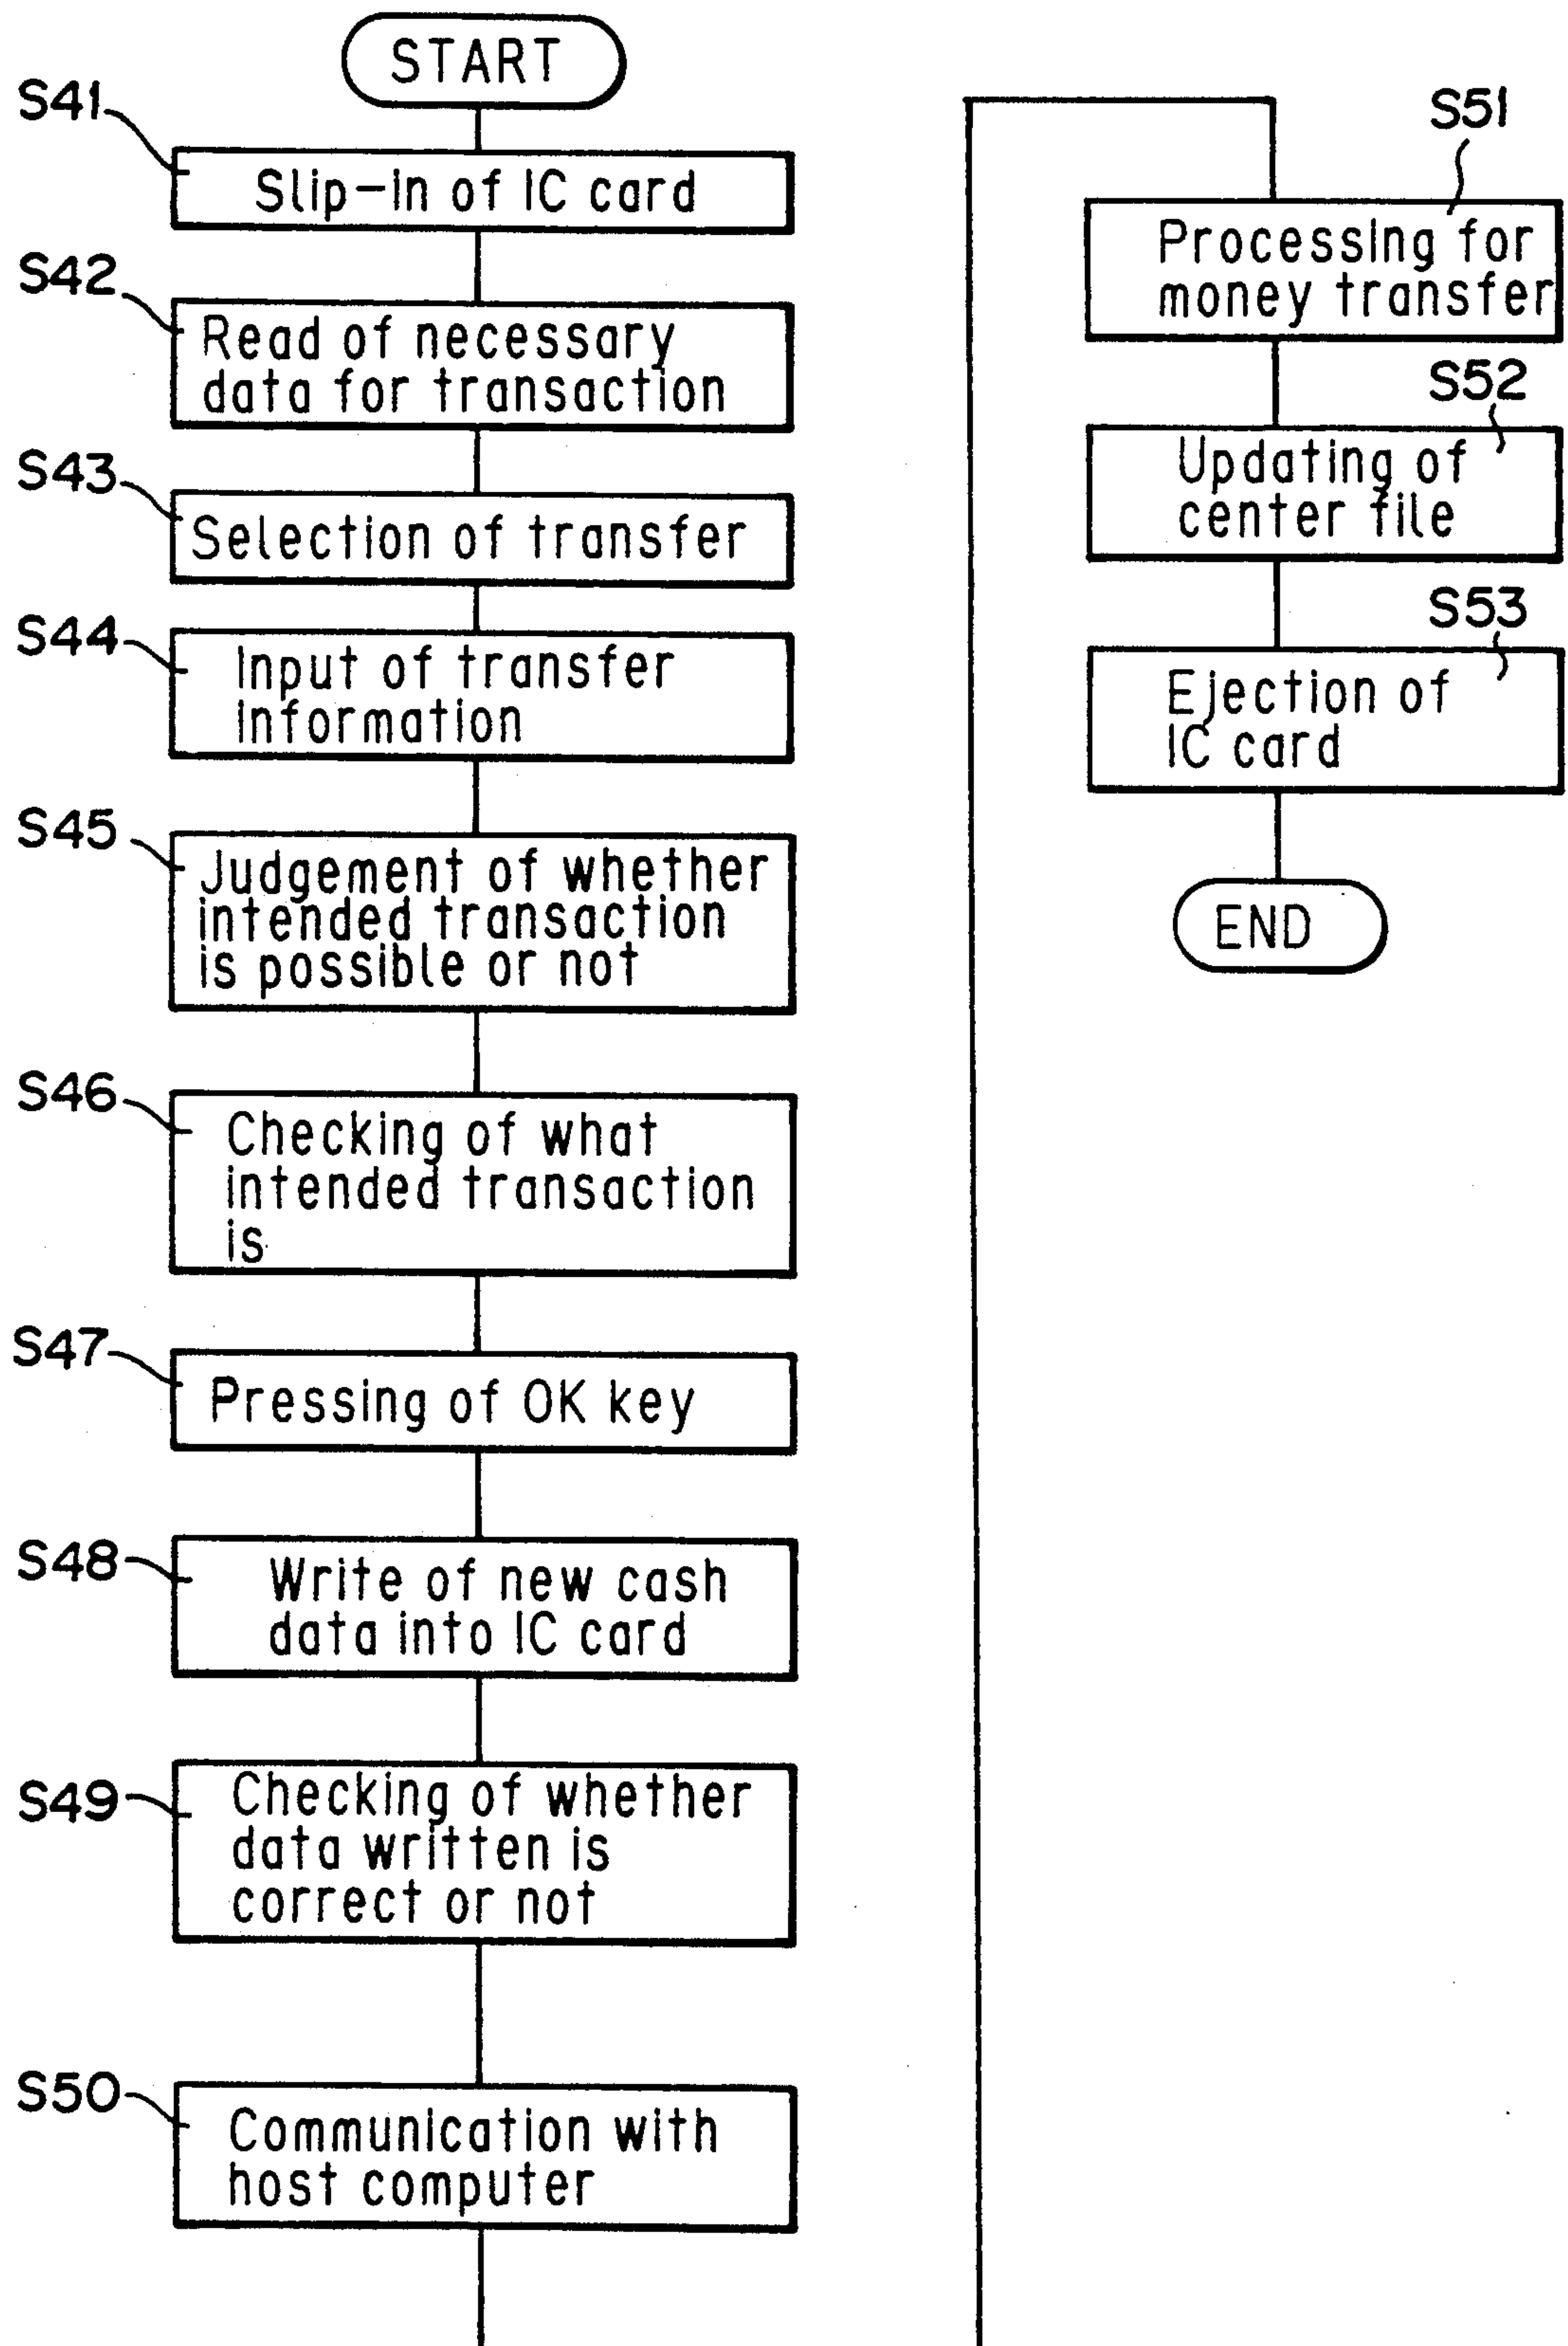 START
S41
Slip-in of IC card
S42
Read of necessary
data for transaction
S43
Selection of transfer
S44
Input of transfer
information
S45
Judgement of whether
intended transaction
is possible or not
S46
Checking of what
intended transaction
is
S47
Pressing of OK key
S48
Write of new cash
data into IC card
S49
Checking of whether
data written is
correct or not
S50
Communication with
host computer
S51
Processing for
money transfer
S52
Updating of
center file
S53
Ejection of
IC card
END